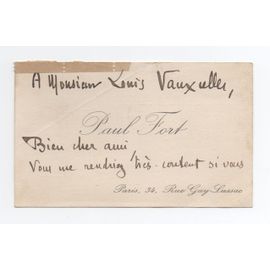 A Monsieur Louis Vauxelles,
Paul Fort
Bien cher ami
Vous me rendriez très-content si vous
Paris, 34, Rue Gay-Lussac